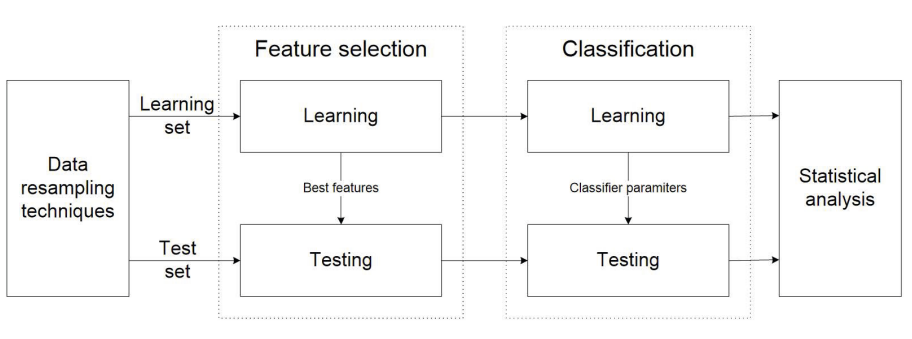 Feature selection
Classification
Data
resampling
techniques
Learning
set
Learning
Learning
Statistical
analysis
Best features
Classifier paramiters
Test
set
Testing
Testing